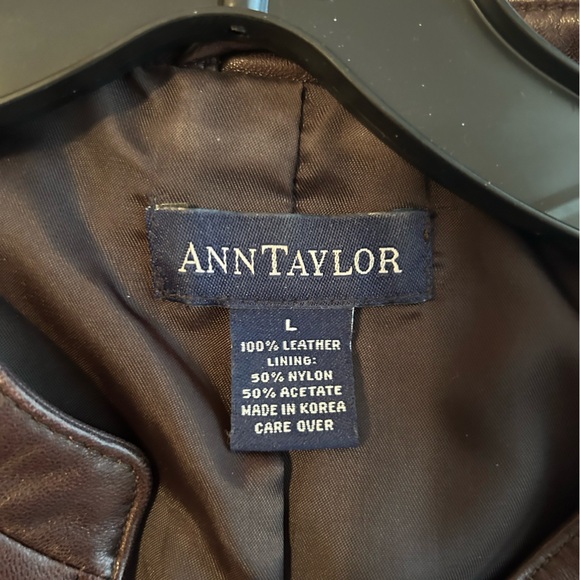 ANNTAYLOR
L
100% LEATHER
LINING:
50% NYLON
50% ACETATE
MADE IN KOREA
CARE OVER